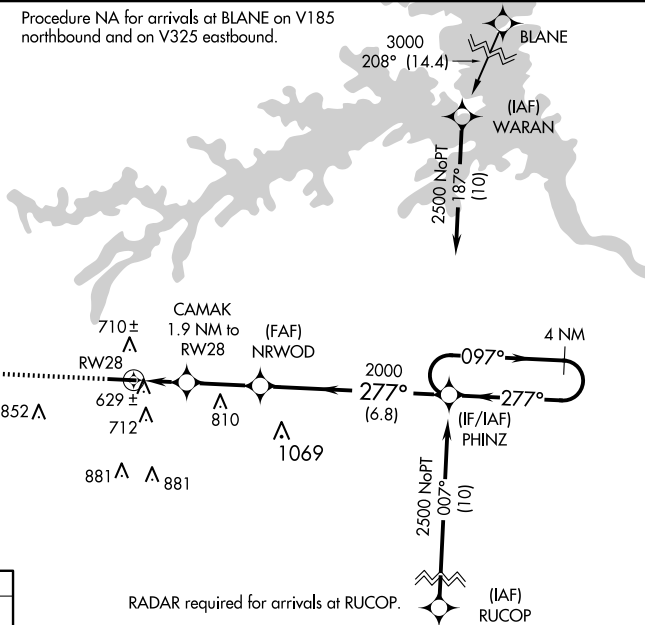 Procedure NA for arrivals at BLANE on V185
northbound and on V325 eastbound.
BLANE
3000
208° (14.4)
(IAF)
WARAN
2500 NoPT
187°
(10)
CAMAK
1.9 NM to
RW28
(FAF)
NRWOD
710±
RW28
4 NM
097°
2000
277°
(6.8)
277°
(IF/IAF)
PHINZ
629±
852
712
810
1069
881
881
2500 NoPT
007°
(10)
RADAR required for arrivals at RUCOP.
(IAF)
RUCOP